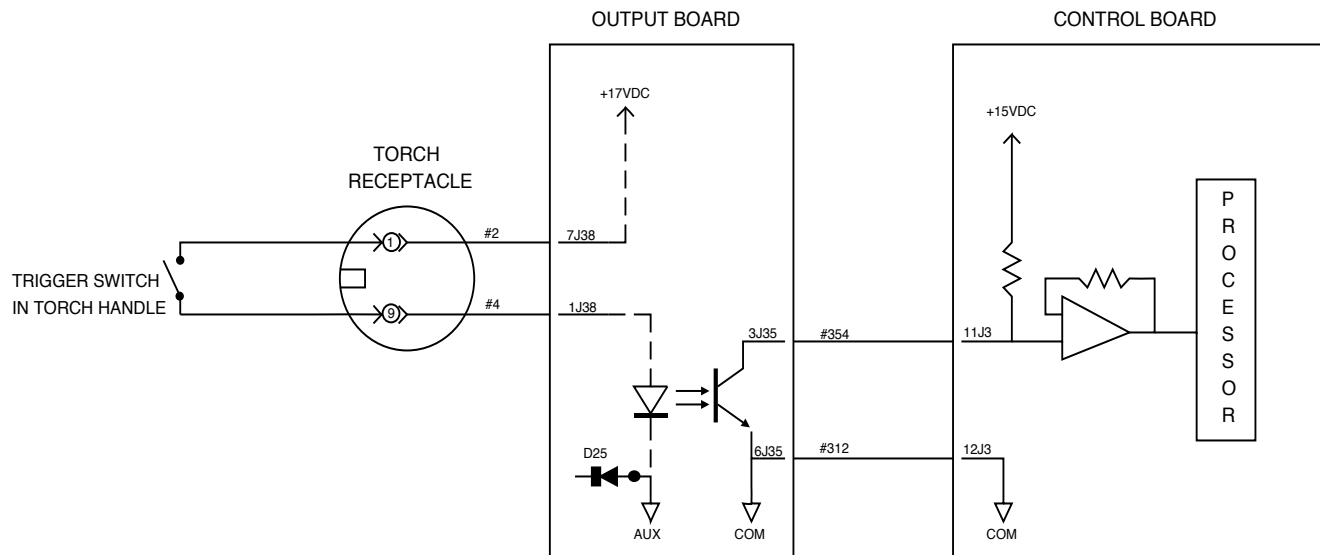 OUTPUT BOARD
CONTROL BOARD
+17VDC
+15VDC
TORCH
RECEPTACLE
1
#2
7J38
TRIGGER SWITCH
IN TORCH HANDLE
9
#4
1J38
3J35
#354
11J3
P
R
O
C
E
S
S
O
R
D25
6J35
#312
12J3
AUX
COM
COM